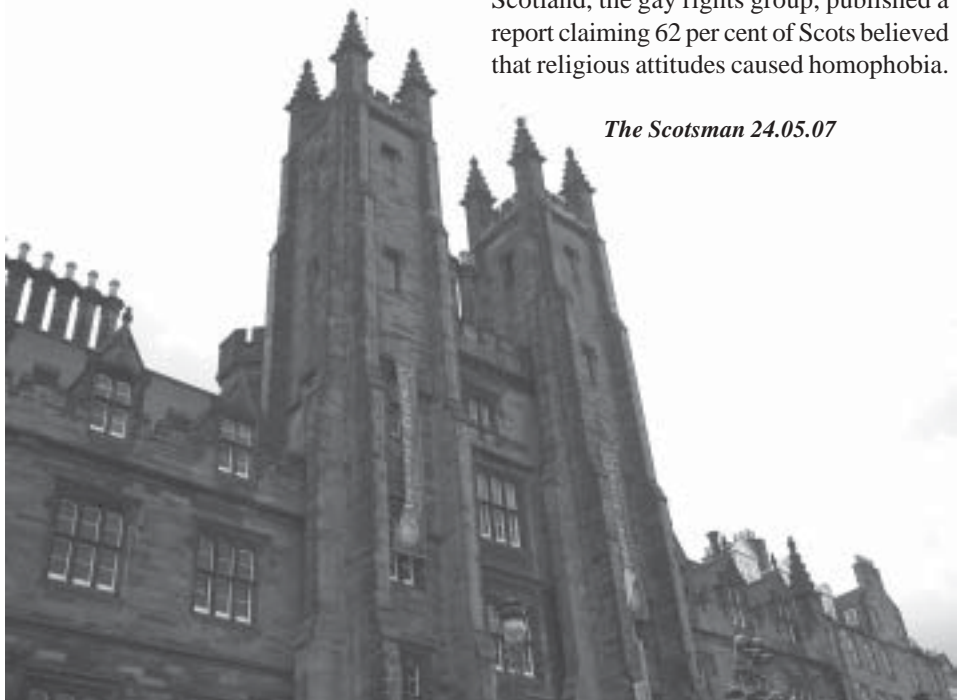 Scotland, the gay rights group, published a
report claiming 62 per cent of Scots believed
that religious attitudes caused homophobia.
The Scotsman 24.05.07